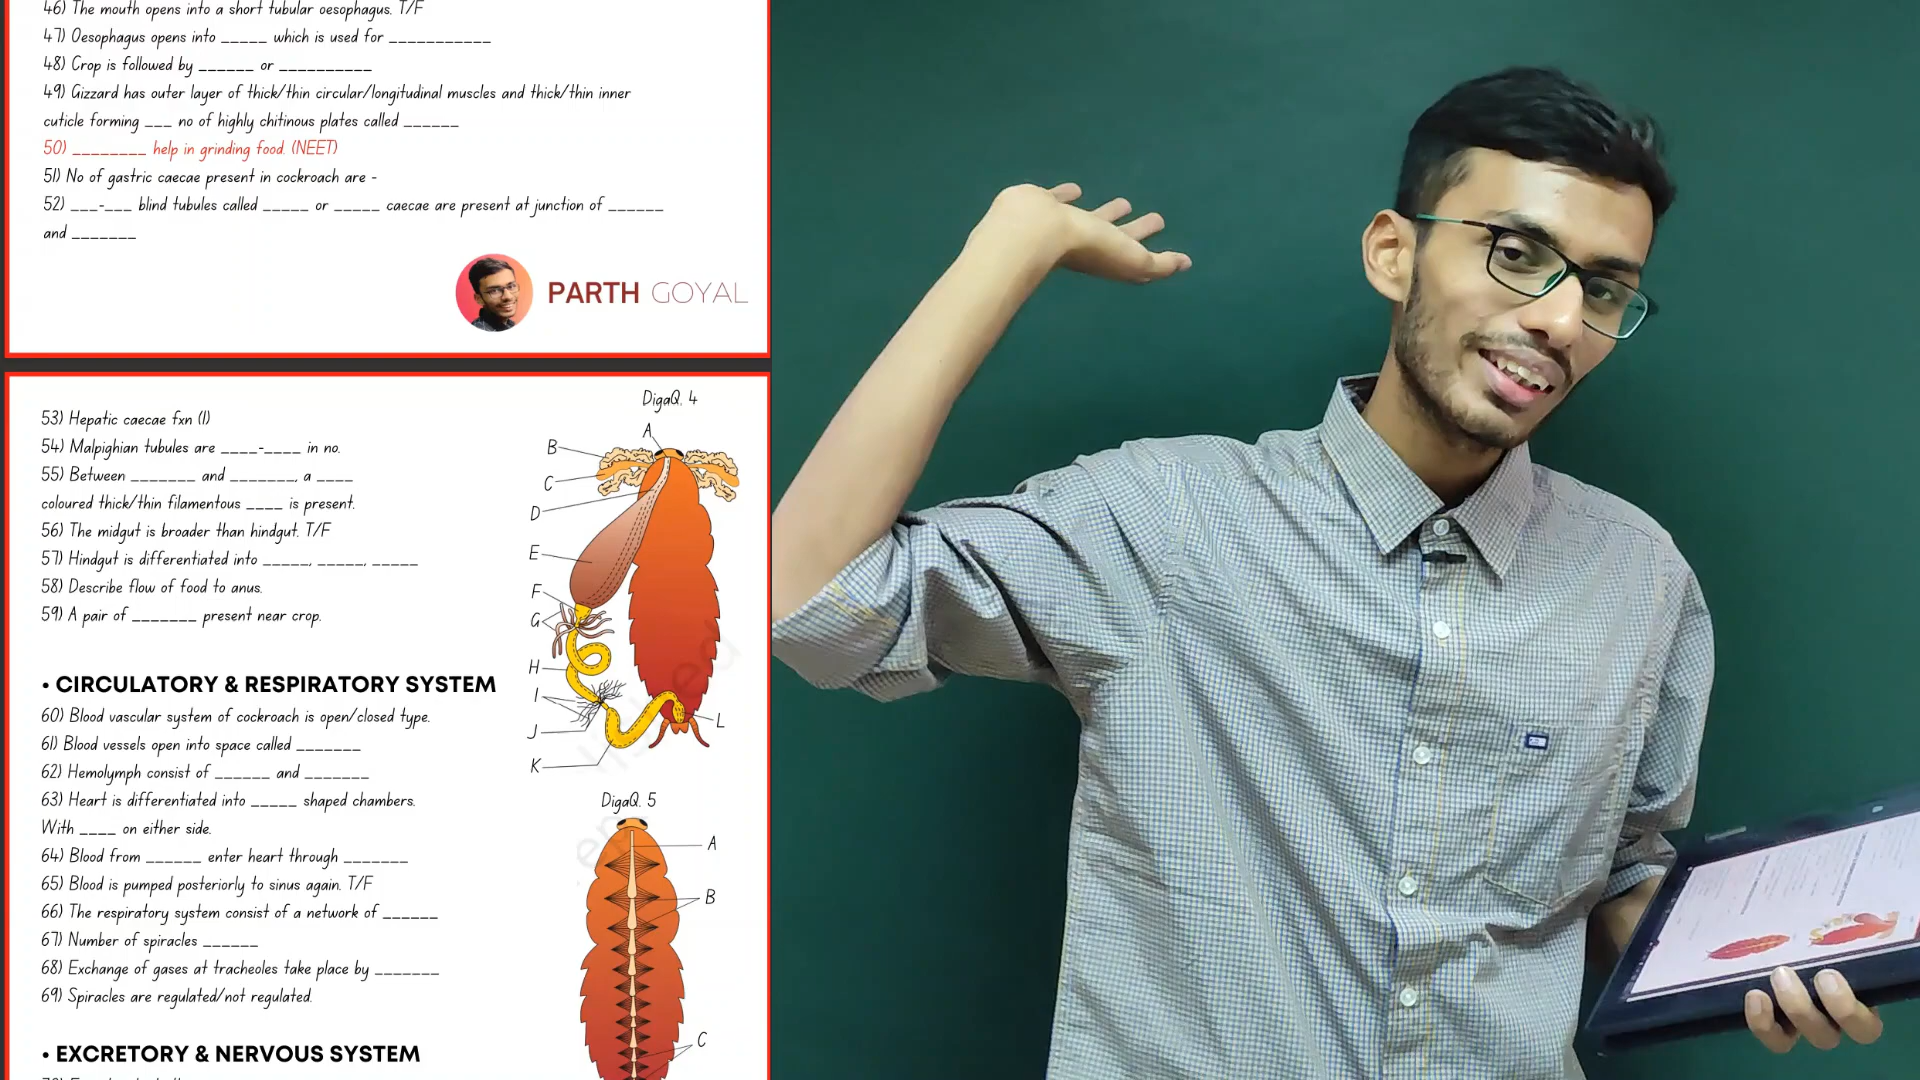 46) The mouth opens into a short tubular oesophagus. T/F
47) Oesophagus opens into _____ which is used for ___________
48) Crop is followed by ______ or __________
49) Gizzard has outer layer of thick/thin circular/longitudinal muscles and thick/thin inner
cuticle forming ___ no of highly chitinous plates called ______
50) ________ help in grinding food. (NEET)
51) No of gastric caecae present in cockroach are -
52) ___-___ blind tubules called _____ or _____ caecae are present at junction of ______
and _______
PARTH GOYAL
53) Hepatic caecae fxn (1)
54) Malpighian tubules are ____-____ in no.
55) Between _______ and _______, a ____
coloured thick/thin filamentous ____ is present.
56) The midgut is broader than hindgut. T/F
57) Hindgut is differentiated into _____, _____, _____
58) Describe flow of food to anus.
59) A pair of _______ present near crop.
DigaQ. 4
A
B
C
D
E
F
G
H
I
J
K
L
• CIRCULATORY & RESPIRATORY SYSTEM
60) Blood vascular system of cockroach is open/closed type.
61) Blood vessels open into space called _______
62) Hemolymph consist of ______ and _______
63) Heart is differentiated into _____ shaped chambers.
With ____ on either side.
64) Blood from ______ enter heart through _______
65) Blood is pumped posteriorly to sinus again. T/F
66) The respiratory system consist of a network of ______
67) Number of spiracles ______
68) Exchange of gases at tracheoles take place by _______
69) Spiracles are regulated/not regulated.
DigaQ. 5
A
B
C
• EXCRETORY & NERVOUS SYSTEM